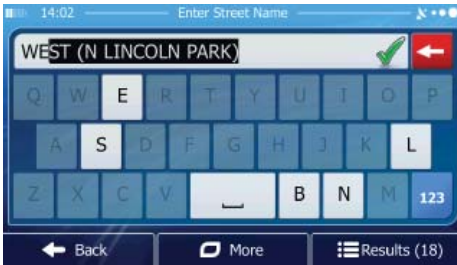 14:02 Enter Street Name
WEST (N LINCOLN PARK)
Q W E R T Y U I O P
A S D F G H J K L
Z X C V B N M 123
Back More Results (18)